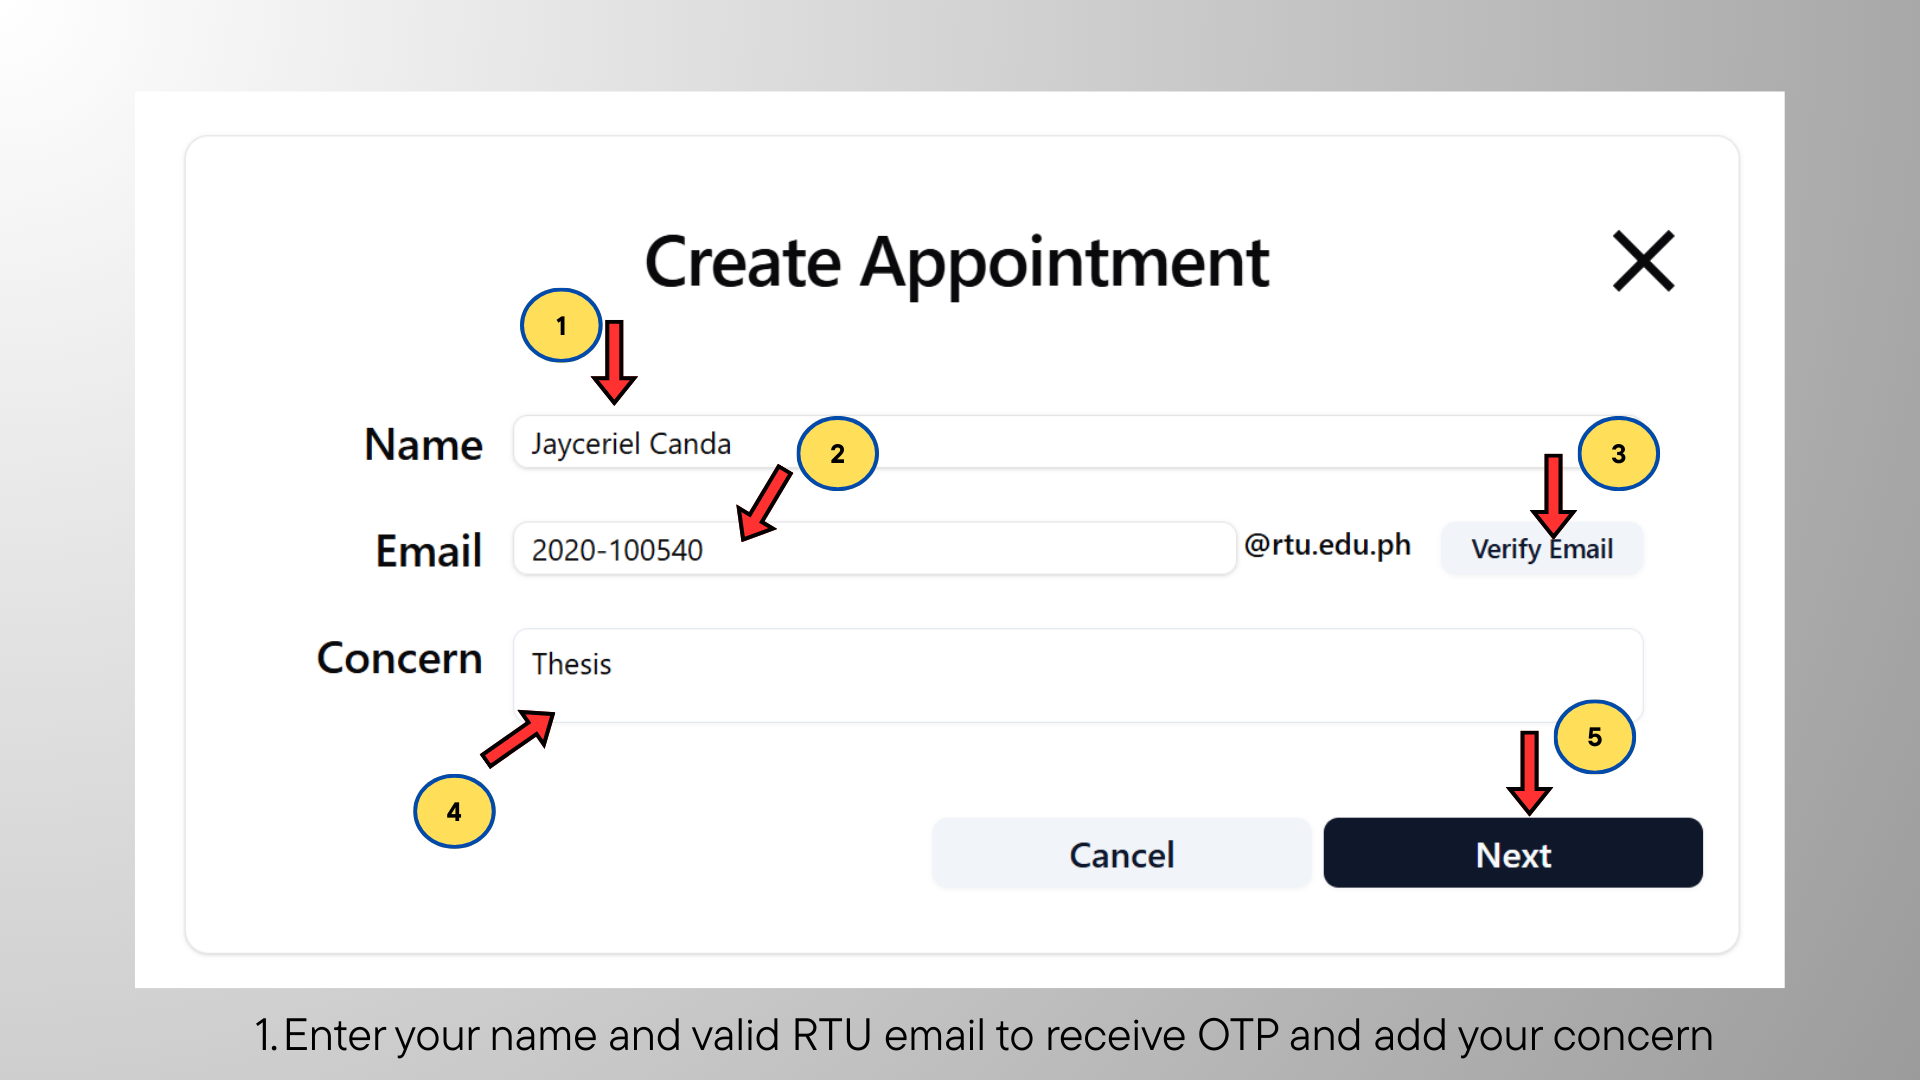 Create Appointment
1
Name Jayceriel Canda
2
3
Email 2020-100540 @rtu.edu.ph Verify Email
Concern Thesis
4
5
Cancel Next
1. Enter your name and valid RTU email to receive OTP and add your concern